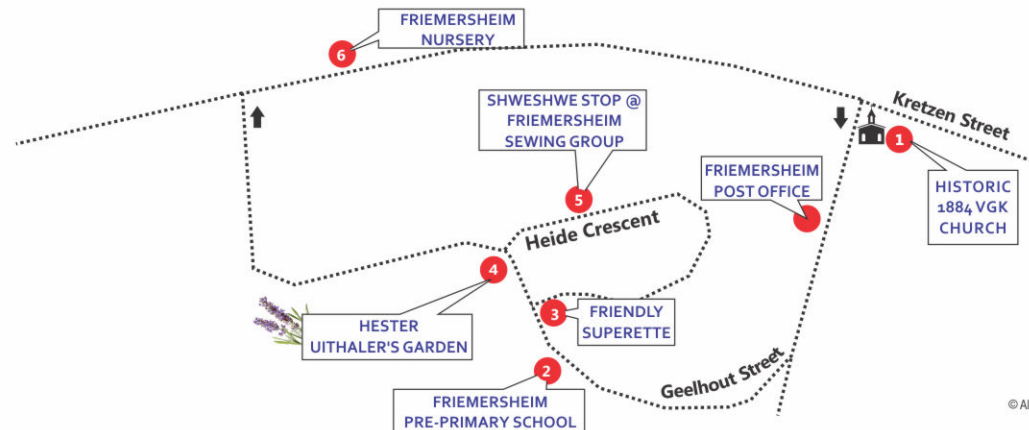 FRIEMERSHEIM
NURSERY
6
SHWESHWE STOP @
FRIEMERSHEIM
SEWING GROUP
Kretzen Street
1
FRIEMERSHEIM
POST OFFICE
HISTORIC
1884 VGK
CHURCH
5
Heide Crescent
4
3
FRIENDLY
SUPERETTE
HESTER
UITHALER'S GARDEN
2
Geelhout Street
FRIEMERSHEIM
PRE-PRIMARY SCHOOL
©